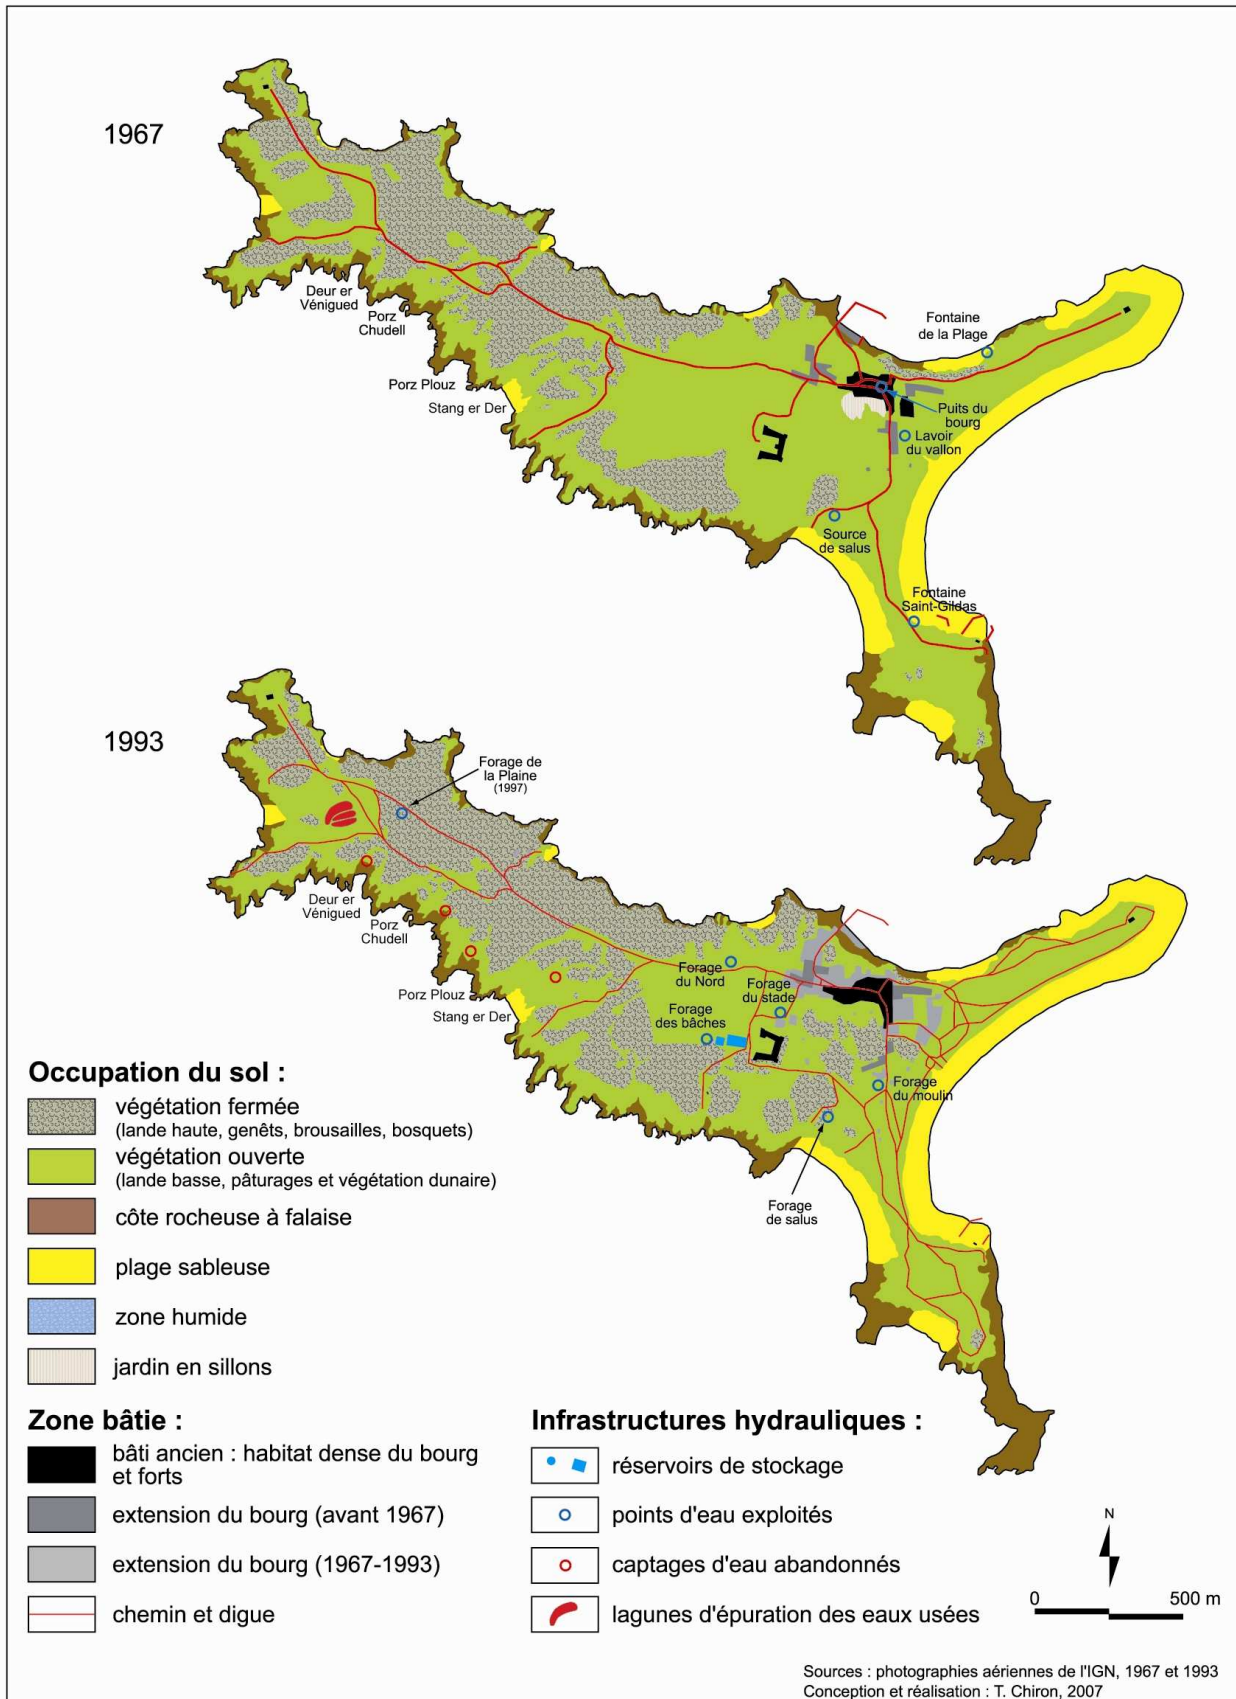 1967
Deur er
Vénigued
Porz
Chudell
Porz Plouz
Stang er Der
Fontaine
de la Plage
Puits du
bourg
Lavoir
du vallon
Source
de salus
Fontaine
Saint-Gildas
1993
Forage de
la Plaine
(1997)
Deur er
Vénigued
Porz
Chudell
Porz Plouz
Stang er Der
Forage
du Nord
Forage
du stade
Forage
des bâches
Forage
du moulin
Forage
de salus
Occupation du sol :
végétation fermée
(lande haute, genêts, brousailles, bosquets)
végétation ouverte
(lande basse, pâturages et végétation dunaire)
côte rocheuse à falaise
plage sableuse
zone humide
jardin en sillons
Zone bâtie :
bâti ancien : habitat dense du bourg
et forts
extension du bourg (avant 1967)
extension du bourg (1967-1993)
chemin et digue
Infrastructures hydrauliques :
réservoirs de stockage
points d'eau exploités
captages d'eau abandonnés
lagunes d'épuration des eaux usées
N
0 500 m
Sources : photographies aériennes de l'IGN, 1967 et 1993
Conception et réalisation : T. Chiron, 2007